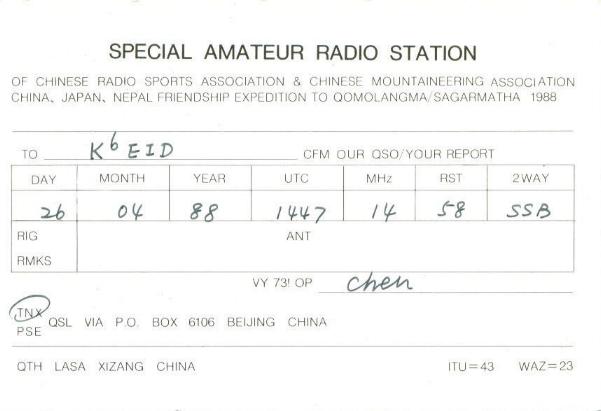 SPECIAL AMATEUR RADIO STATION
OF CHINESE RADIO SPORTS ASSOCIATION & CHINESE MOUNTAINEERING ASSOCIATION
CHINA、JAPAN、NEPAL FRIENDSHIP EXPEDITION TO QOMOLANGMA/SAGARMATHA 1988
TO K6EID CFM OUR QSO/YOUR REPORT
DAY MONTH YEAR UTC MHz RST 2WAY
26 04 88 1447 14 58 SSB
RIG ANT
RMKS
VY 73! OP Chen
TNX
PSE QSL VIA P.O. BOX 6106 BEIJING CHINA
QTH LASA XIZANG CHINA ITU=43 WAZ=23